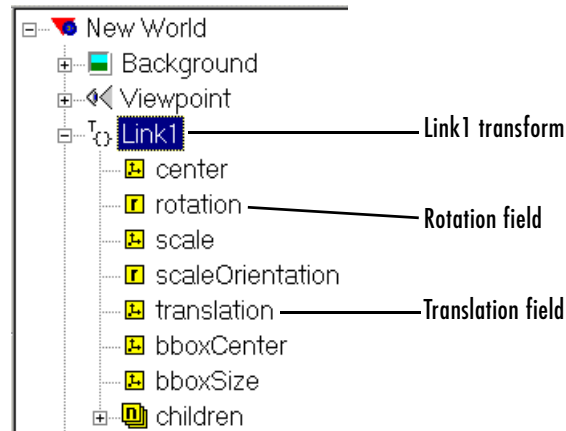 New World
Background
Viewpoint
T{} Link1 Link1 transform
center
r rotation Rotation field
scale
r scaleOrientation
translation Translation field
bboxCenter
bboxSize
n children